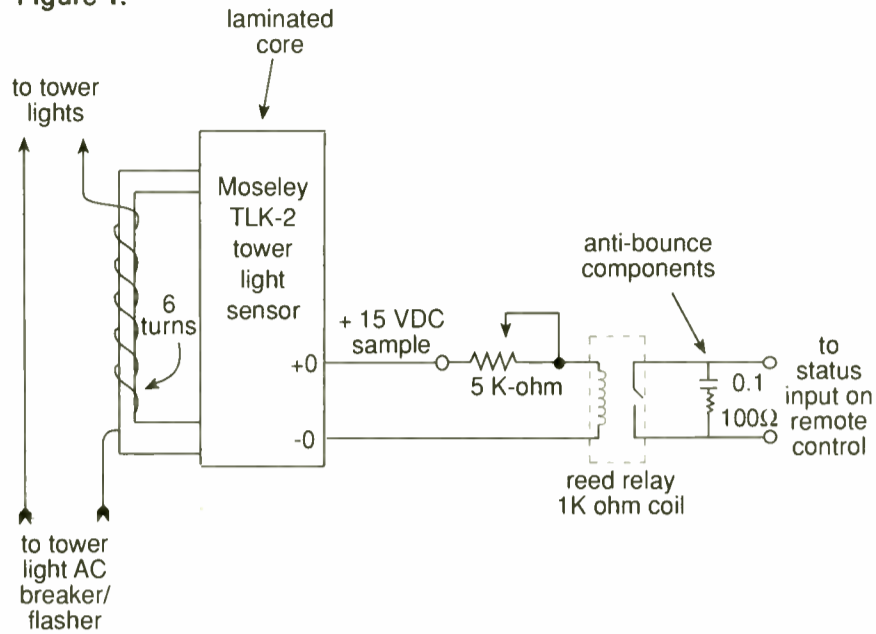 Figure 1.
laminated
core
to tower
lights
Moseley
TLK-2
tower
light
sensor
6
turns
+ 15 VDC
sample
+0
-0
5 K-ohm
anti-bounce
components
0.1
100Ω
to
status
input on
remote
control
reed relay
1K ohm coil
to tower
light AC
breaker/
flasher